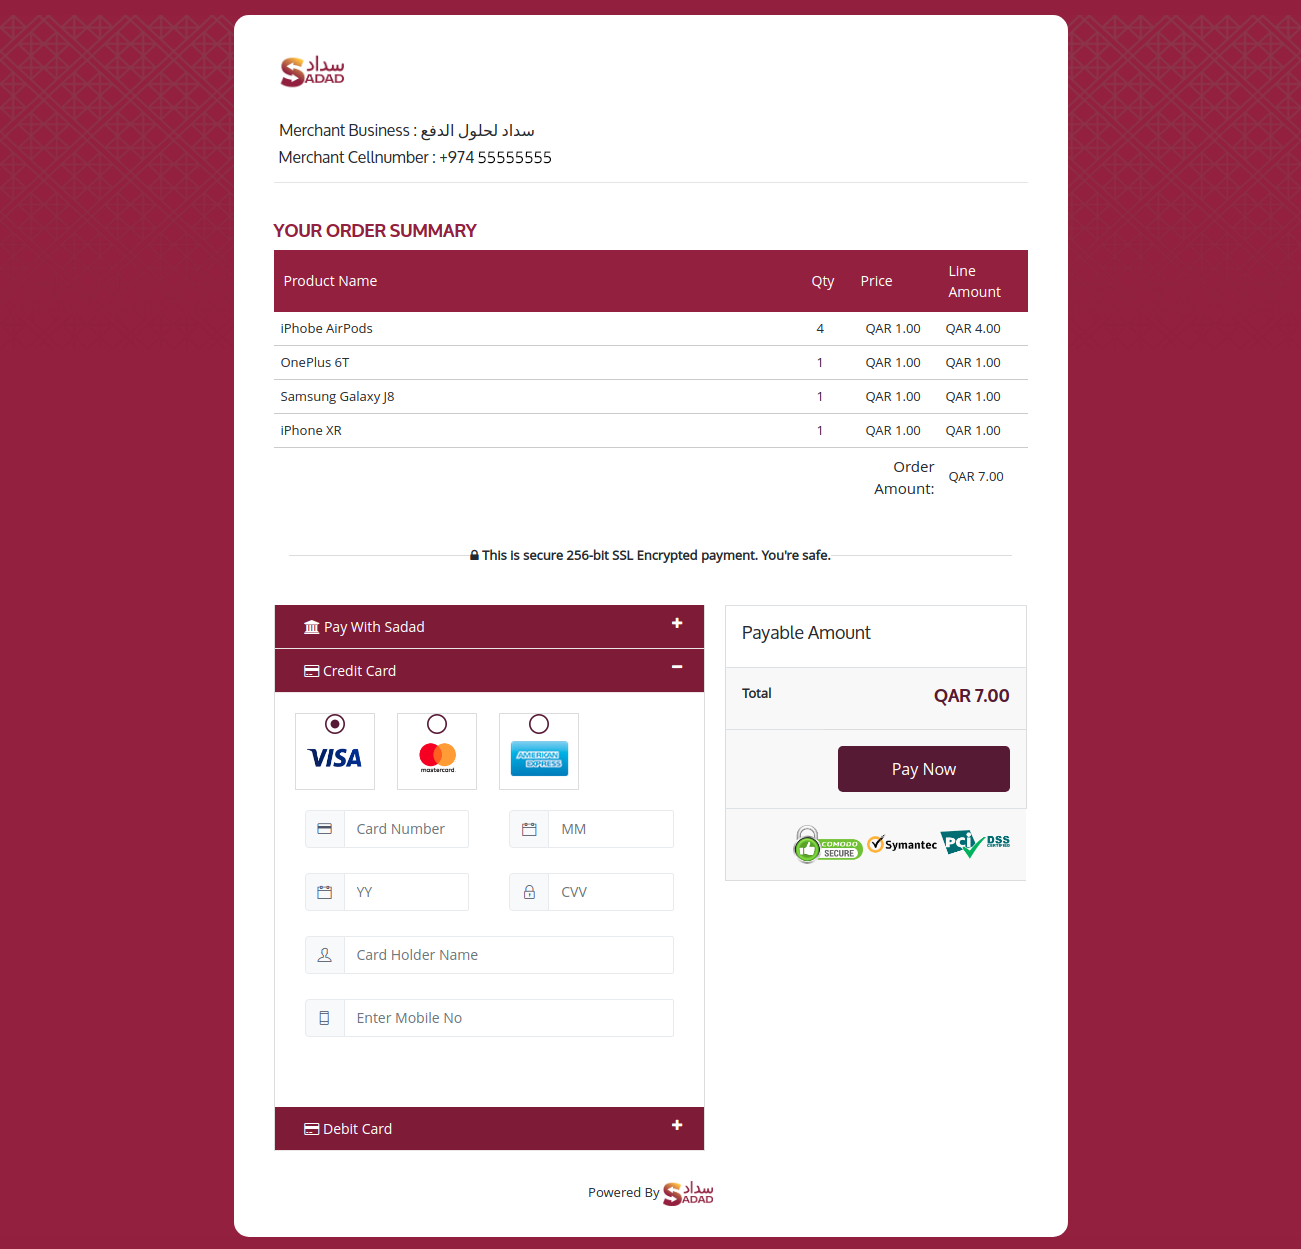 سداد
SADAD
Merchant Business : سداد لحلول الدفع
Merchant Cellnumber : +974 55555555
YOUR ORDER SUMMARY
Product Name Qty Price Line Amount
iPhobe AirPods 4 QAR 1.00 QAR 4.00
OnePlus 6T 1 QAR 1.00 QAR 1.00
Samsung Galaxy J8 1 QAR 1.00 QAR 1.00
iPhone XR 1 QAR 1.00 QAR 1.00
Order Amount: QAR 7.00
This is secure 256-bit SSL Encrypted payment. You're safe.
Pay With Sadad
Credit Card
VISA mastercard. AMERICAN EXPRESS
Card Number MM
YY CVV
Card Holder Name
Enter Mobile No
Debit Card
Payable Amount
Total QAR 7.00
Pay Now
COMODO SECURE Symantec PCI DSS CERTIFIED
Powered By سداد SADAD